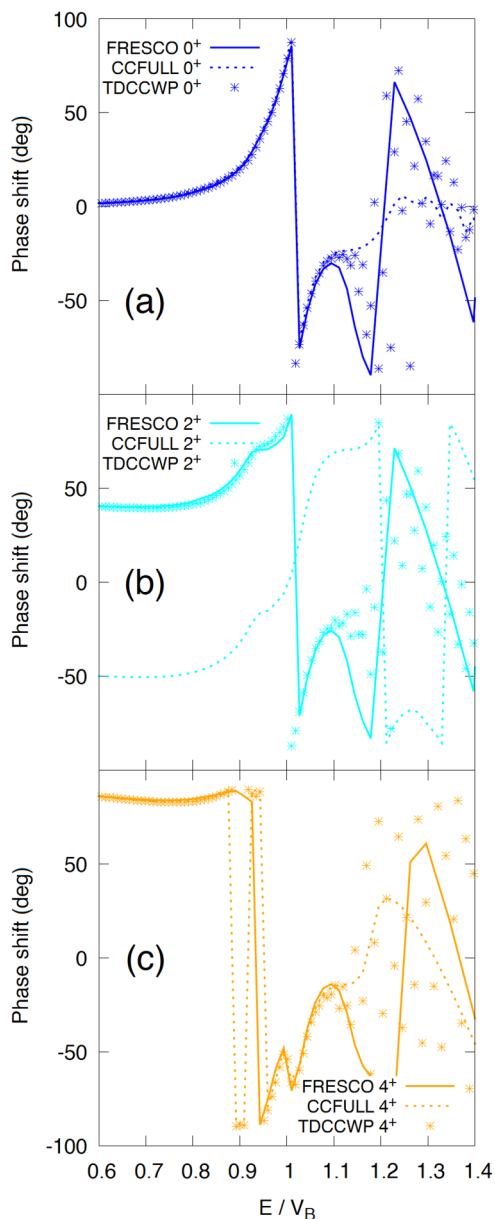 100
FRESCO 0⁺
CCFULL 0⁺
TDCCWP 0⁺
50
Phase shift (deg)
0
-50
(a)
FRESCO 2⁺
CCFULL 2⁺
TDCCWP 2⁺
50
Phase shift (deg)
0
(b)
-50
50
Phase shift (deg)
0
(c)
-50
FRESCO 4⁺
CCFULL 4⁺
TDCCWP 4⁺
-100
0.6 0.7 0.8 0.9 1 1.1 1.2 1.3 1.4
E / V_B